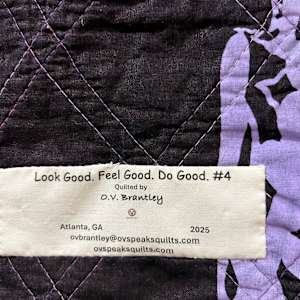 Look Good. Feel Good. Do Good. #4
Quilted by
O.V. Brantley
Atlanta, GA 2025
ovbrantley@ovspeaksquilts.com
ovspeaksquilts.com